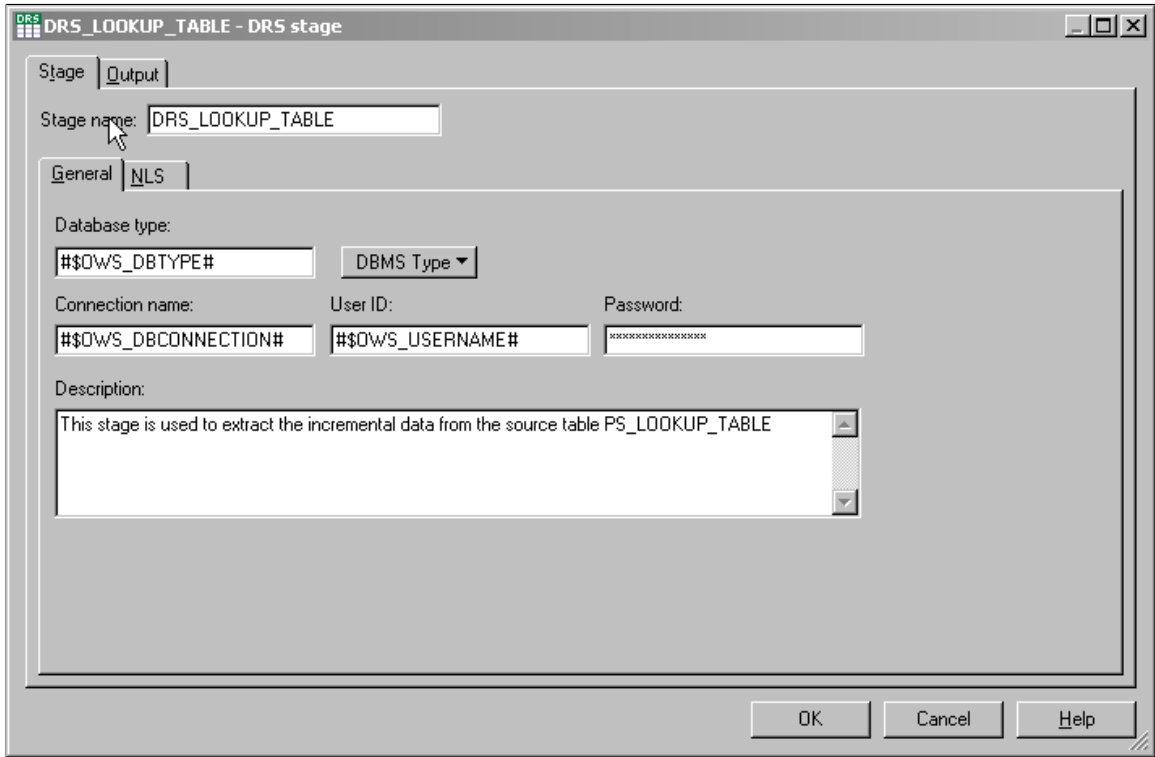 DRS
DRS_LOOKUP_TABLE - DRS stage
Stage Output
Stage name: DRS_LOOKUP_TABLE
General NLS
Database type:
#$OWS_DBTYPE# DBMS Type
Connection name: User ID: Password:
#$OWS_DBCONNECTION# #$OWS_USERNAME# ***************
Description:
This stage is used to extract the incremental data from the source table PS_LOOKUP_TABLE
OK Cancel Help